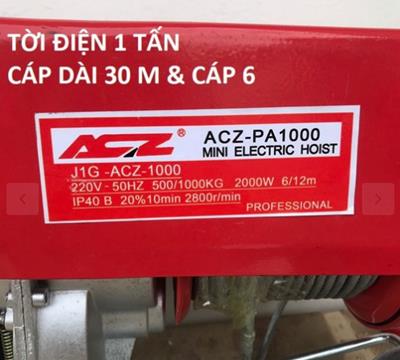 TỜI ĐIỆN 1 TẤN
CÁP DÀI 30 M & CÁP 6
ACZ® ACZ-PA1000
MINI ELECTRIC HOIST
J1G -ACZ-1000
220V - 50HZ 500/1000KG 2000W 6/12m
IP40 B 20%10min 2800r/min
PROFESSIONAL